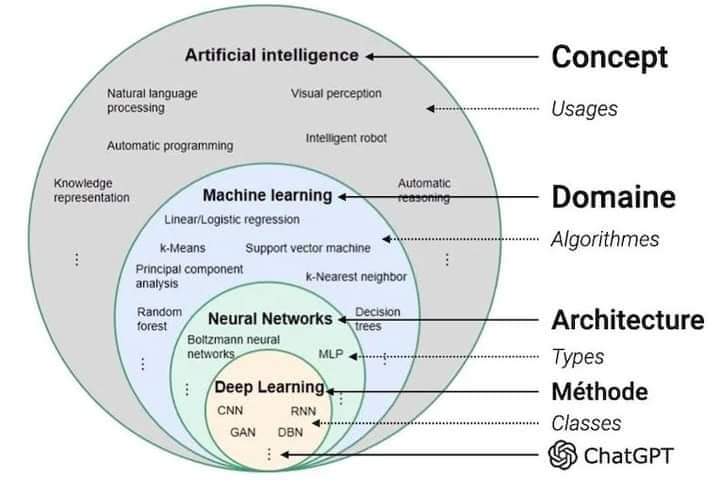 Artificial intelligence
Concept
Natural language
processing
Visual perception
Usages
Automatic programming
Intelligent robot
Knowledge
representation
Automatic
reasoning
Machine learning
Domaine
Linear/Logistic regression
Algorithmes
k-Means
Support vector machine
Principal component
analysis
k-Nearest neighbor
Random
forest
Decision
trees
Neural Networks
Architecture
Boltzmann neural
networks
MLP
Types
Deep Learning
Méthode
CNN
RNN
Classes
GAN
DBN
ChatGPT